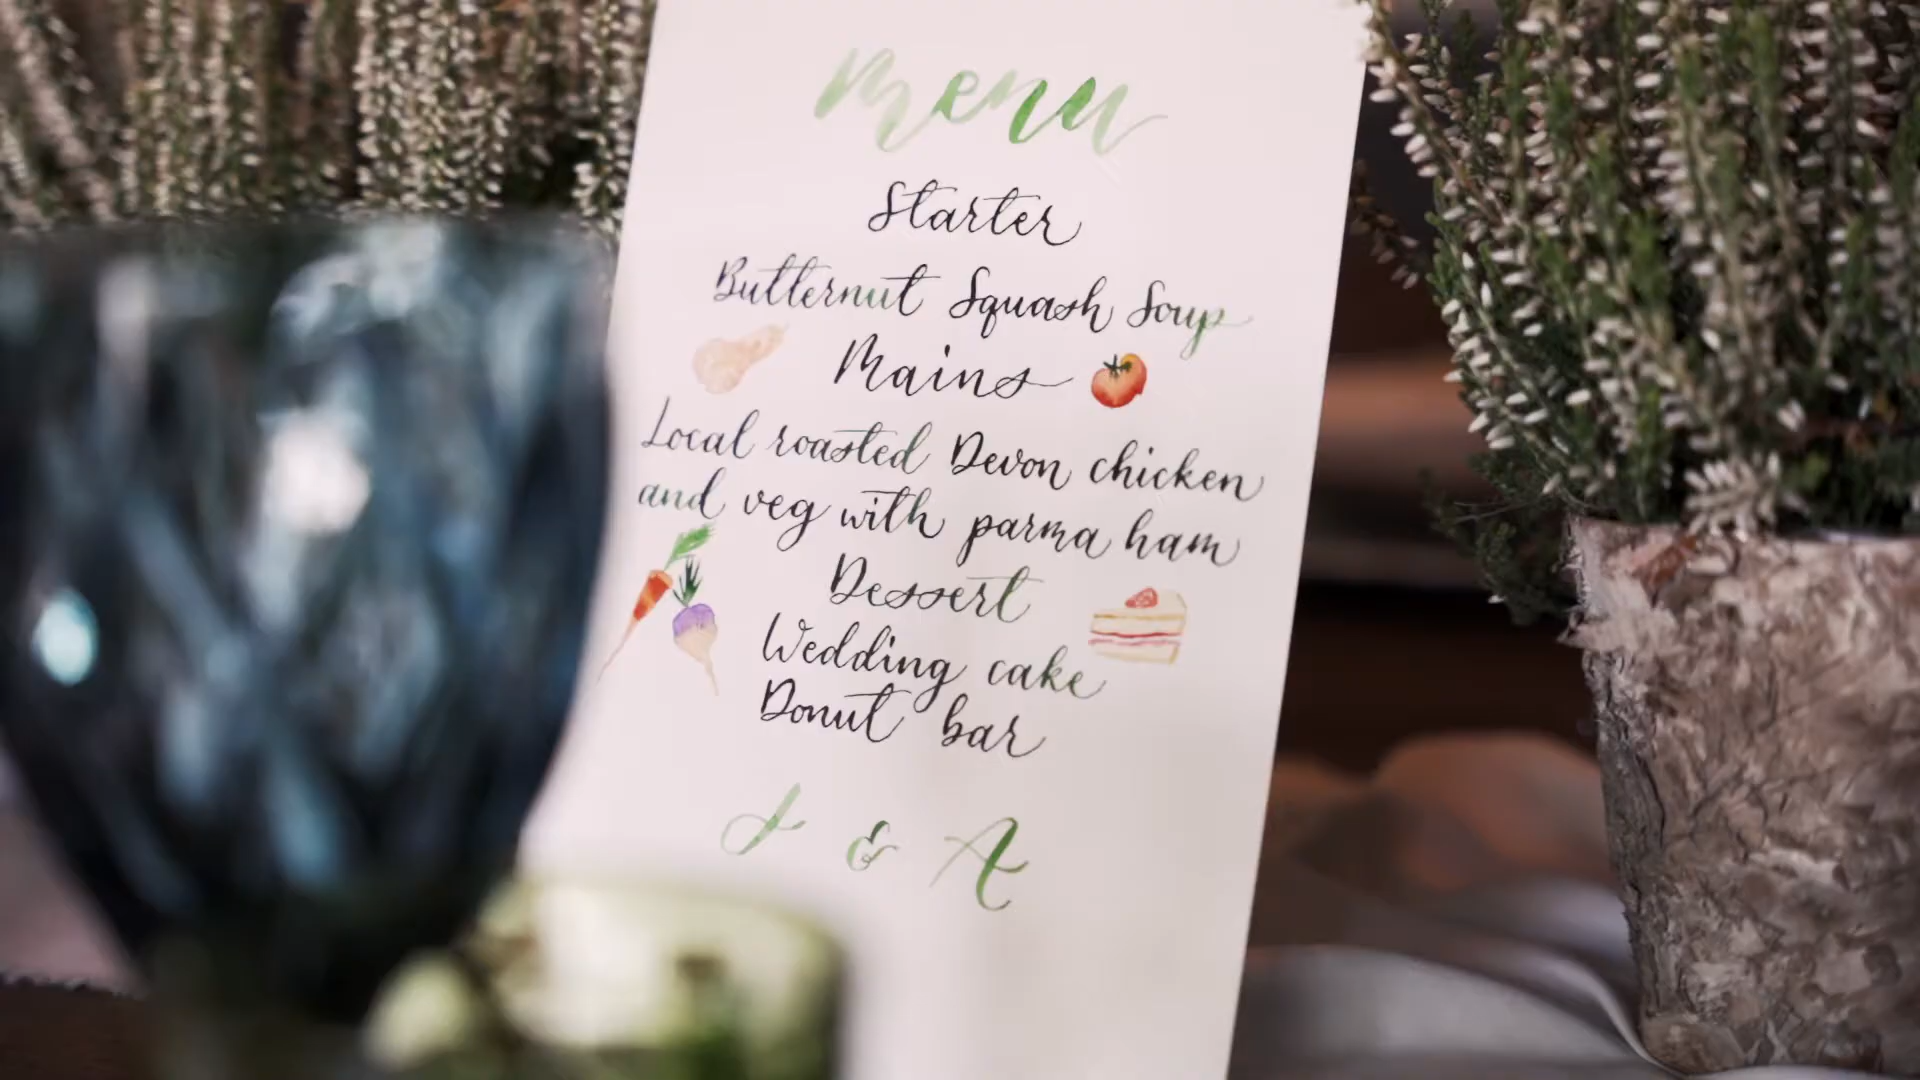 menu
Starter
Butternut Squash Soup
Mains
Local roasted Devon chicken
and veg with parma ham
Dessert
Wedding cake
Donut bar
J & A